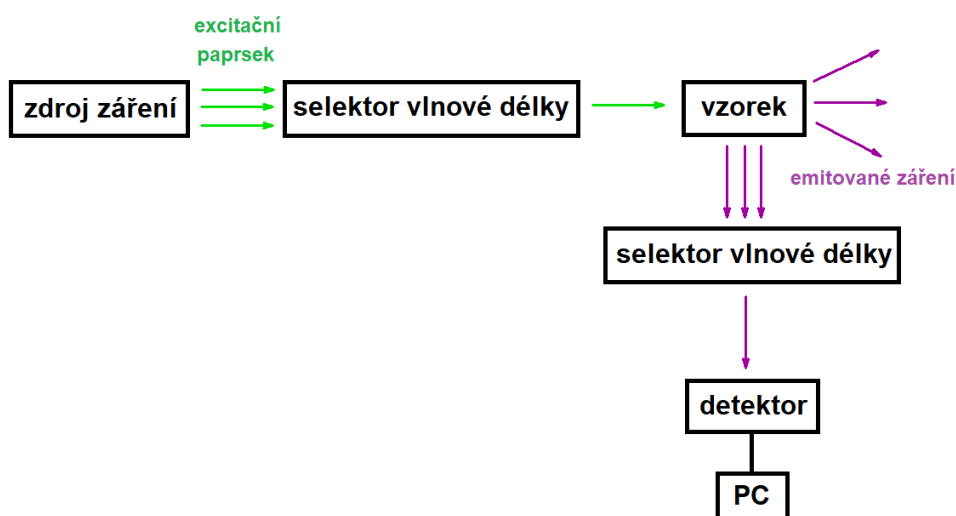 excitační
paprsek
zdroj záření
selektor vlnové délky
vzorek
emitované záření
selektor vlnové délky
detektor
PC